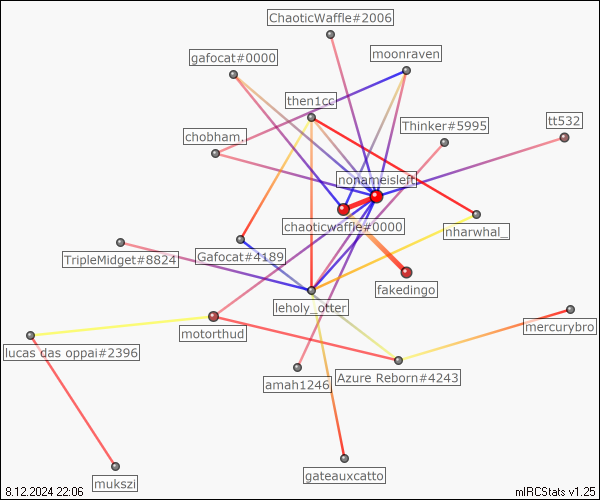 ChaoticWaffle#2006
gafocat#0000
moonraven
then1cc
Thinker#5995
tt532
chobham.
nonameisleft
chaoticwaffle#0000
nharwhal_
TripleMidget#8824
Gafocat#4189
fakedingo
leholy_otter
motorthud
mercurybro
lucas das oppai#2396
amah1246
Azure Reborn#4243
mukszi
gateauxcatto
8.12.2024 22:06
mIRCStats v1.25